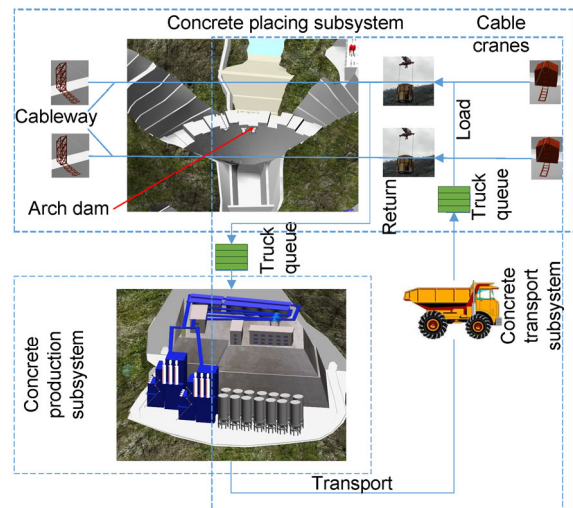 Concrete placing subsystem
Cable
cranes
Cableway
Load
Arch dam
Return
Truck
queue
Truck
queue
Concrete
transport
subsystem
Concrete
production
subsystem
Transport